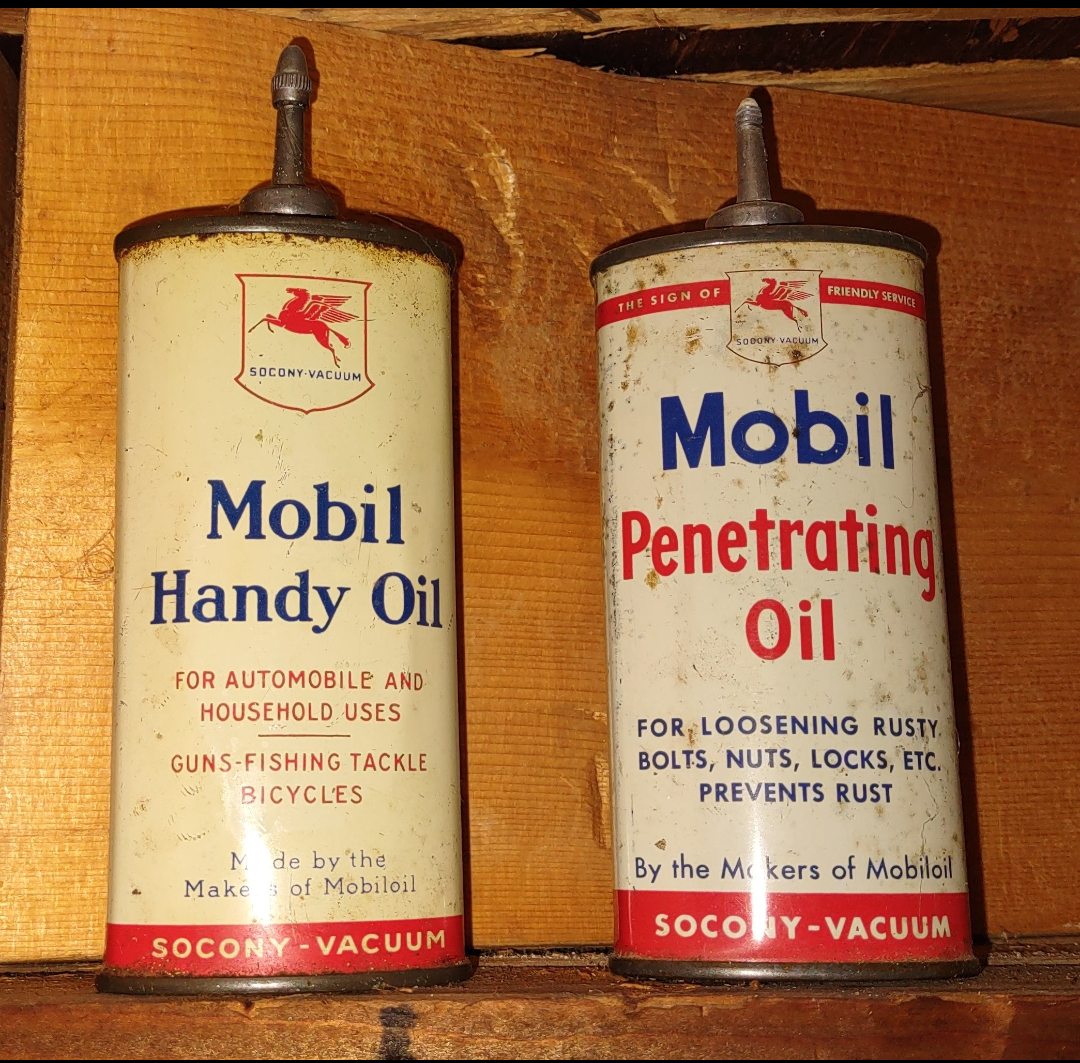 SOCONY-VACUUM
Mobil
Handy Oil
FOR AUTOMOBILE AND
HOUSEHOLD USES
GUNS-FISHING TACKLE
BICYCLES
Made by the
Makers of Mobiloil
SOCONY-VACUUM
THE SIGN OF FRIENDLY SERVICE
SOCONY-VACUUM
Mobil
Penetrating
Oil
FOR LOOSENING RUSTY
BOLTS, NUTS, LOCKS, ETC.
PREVENTS RUST
By the Makers of Mobiloil
SOCONY-VACUUM